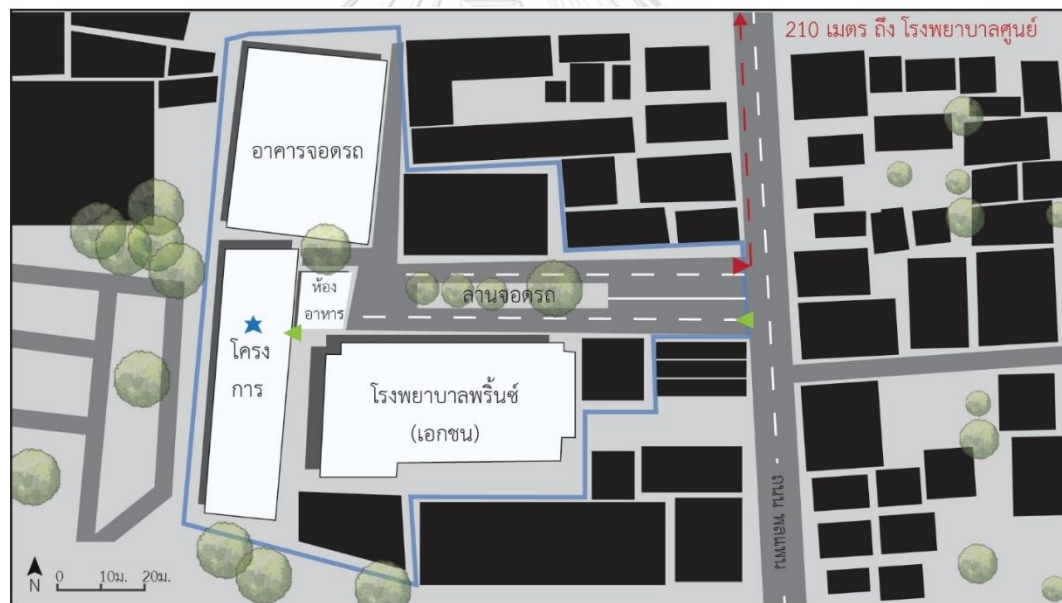 210 เมตร ถึง โรงพยาบาลศูนย์
อาคารจอดรถ
ห้อง
อาหาร
ลานจอดรถ
โครง
การ
โรงพยาบาลพริ้นซ์
(เอกชน)
ถนน
N 0 10ม. 20ม.